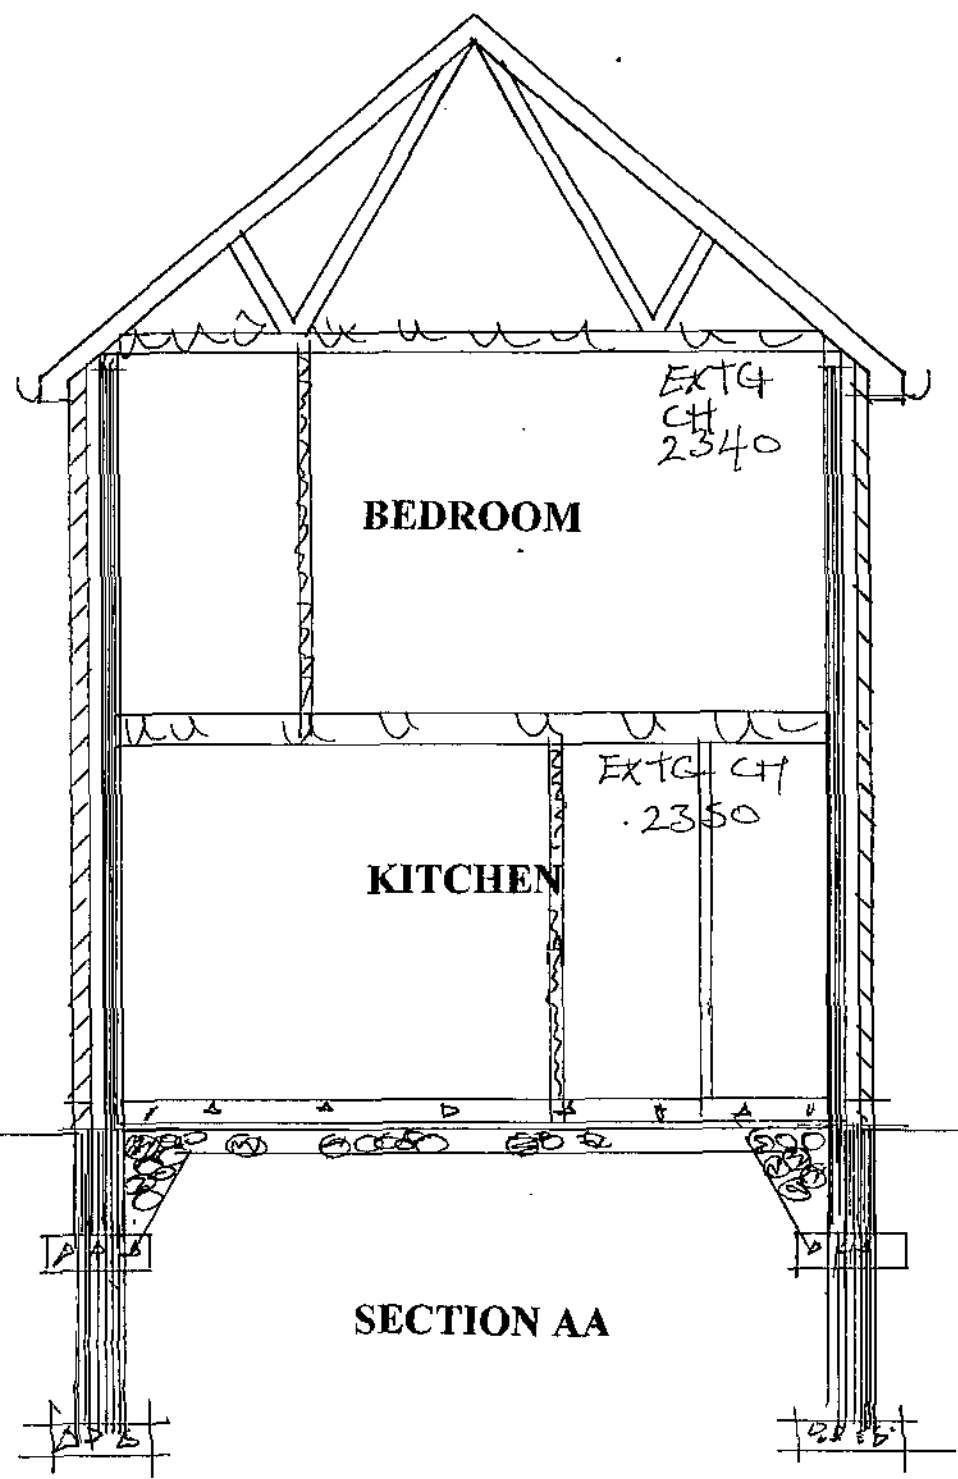 EXTG
CH
2340
BEDROOM
EXTG CH
2350
KITCHEN
SECTION AA